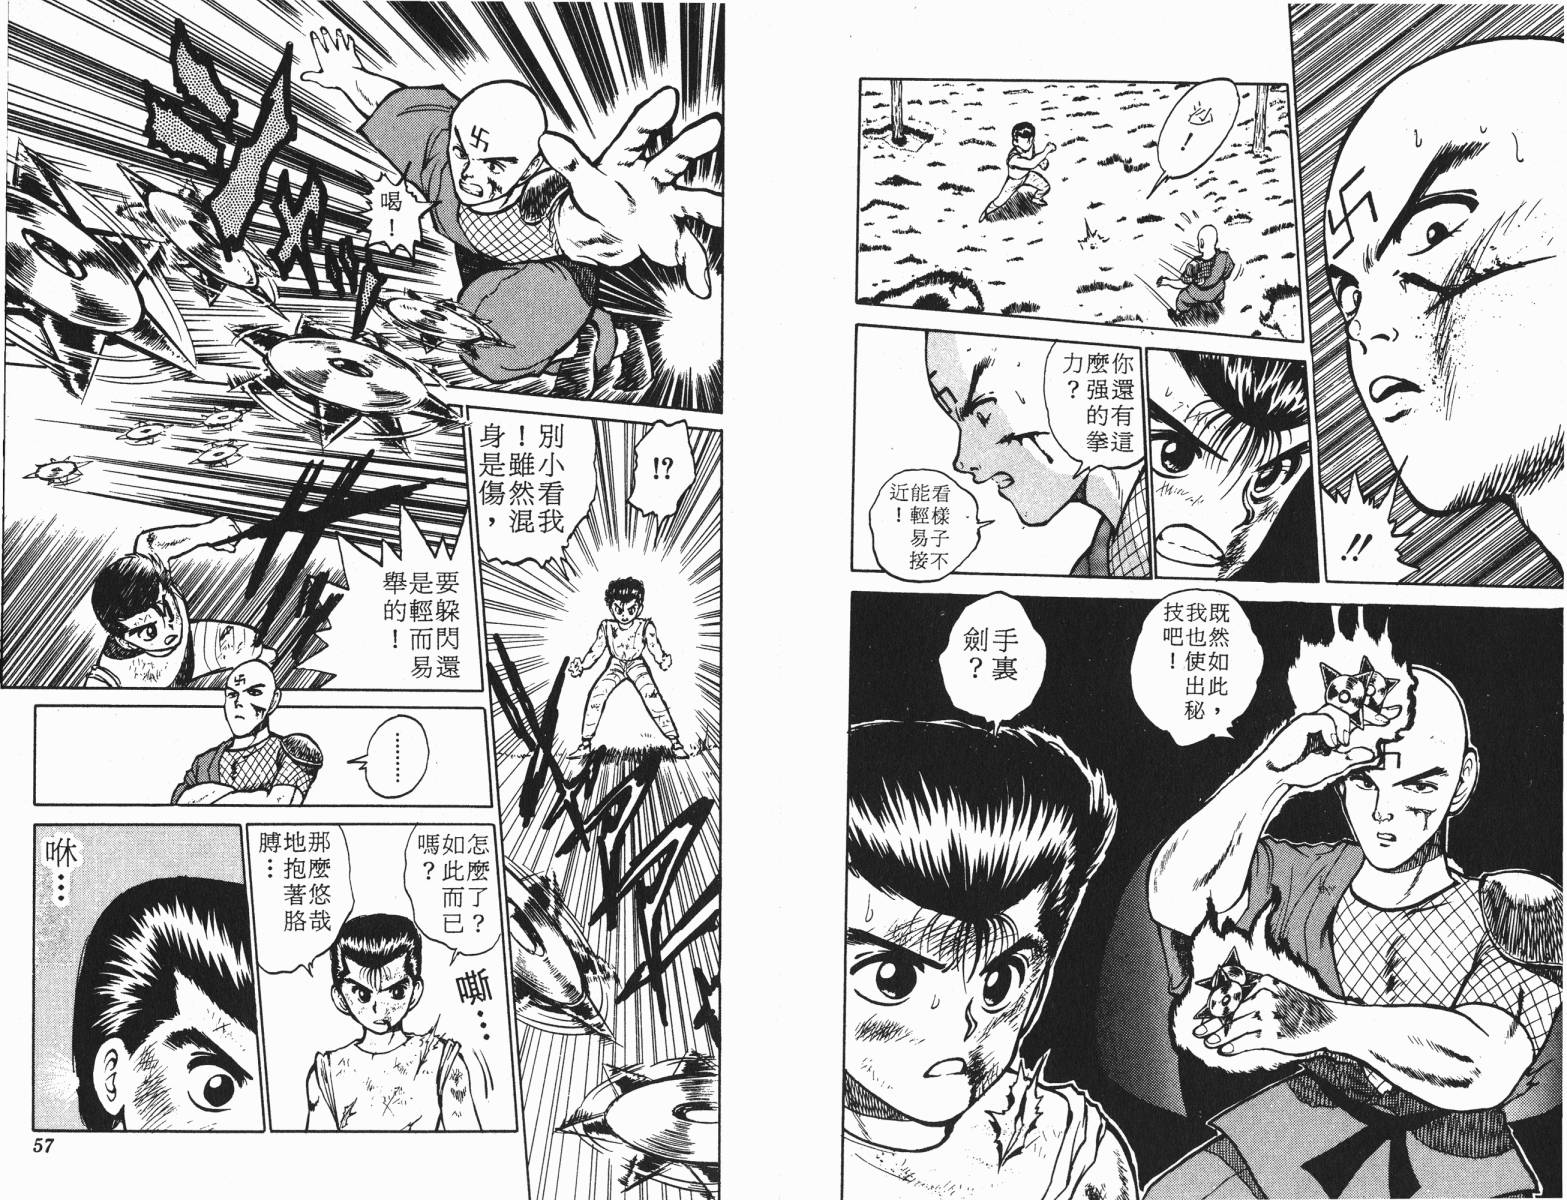 !!
凸!
你還有這
麼强的拳
力?
看樣子不
能輕易接
近!
既然如此,
我也使出秘
技吧!
手裏
劍?
喝!
!?
別小看我
!雖然混
身是傷,
要躲閃還
是輕而易
舉的!
………
怎麼了?
如此而已
嗎?
那麼悠哉
地抱著胳
膊…
嘶…
咻…
57